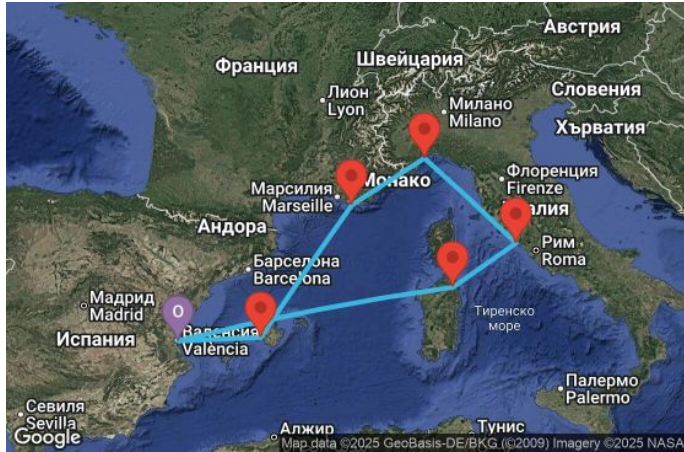 Австрия
Швейцария
Франция
Словения
Лион
Lyon
Милано
Milano
Хърватия
Монако
Флоренция
Firenze
Марсилия
Marseille
Андора
Рим
Roma
Барселона
Barcelona
Мадрид
Madrid
O
Валенсия
València
Испания
Тиренско
море
Палермо
Palermo
Севиля
Sevilla
Алжир
Тунис
Google
Map data ©2025 GeoBasis-DE/BKG (©2009) Imagery ©2025 NASA